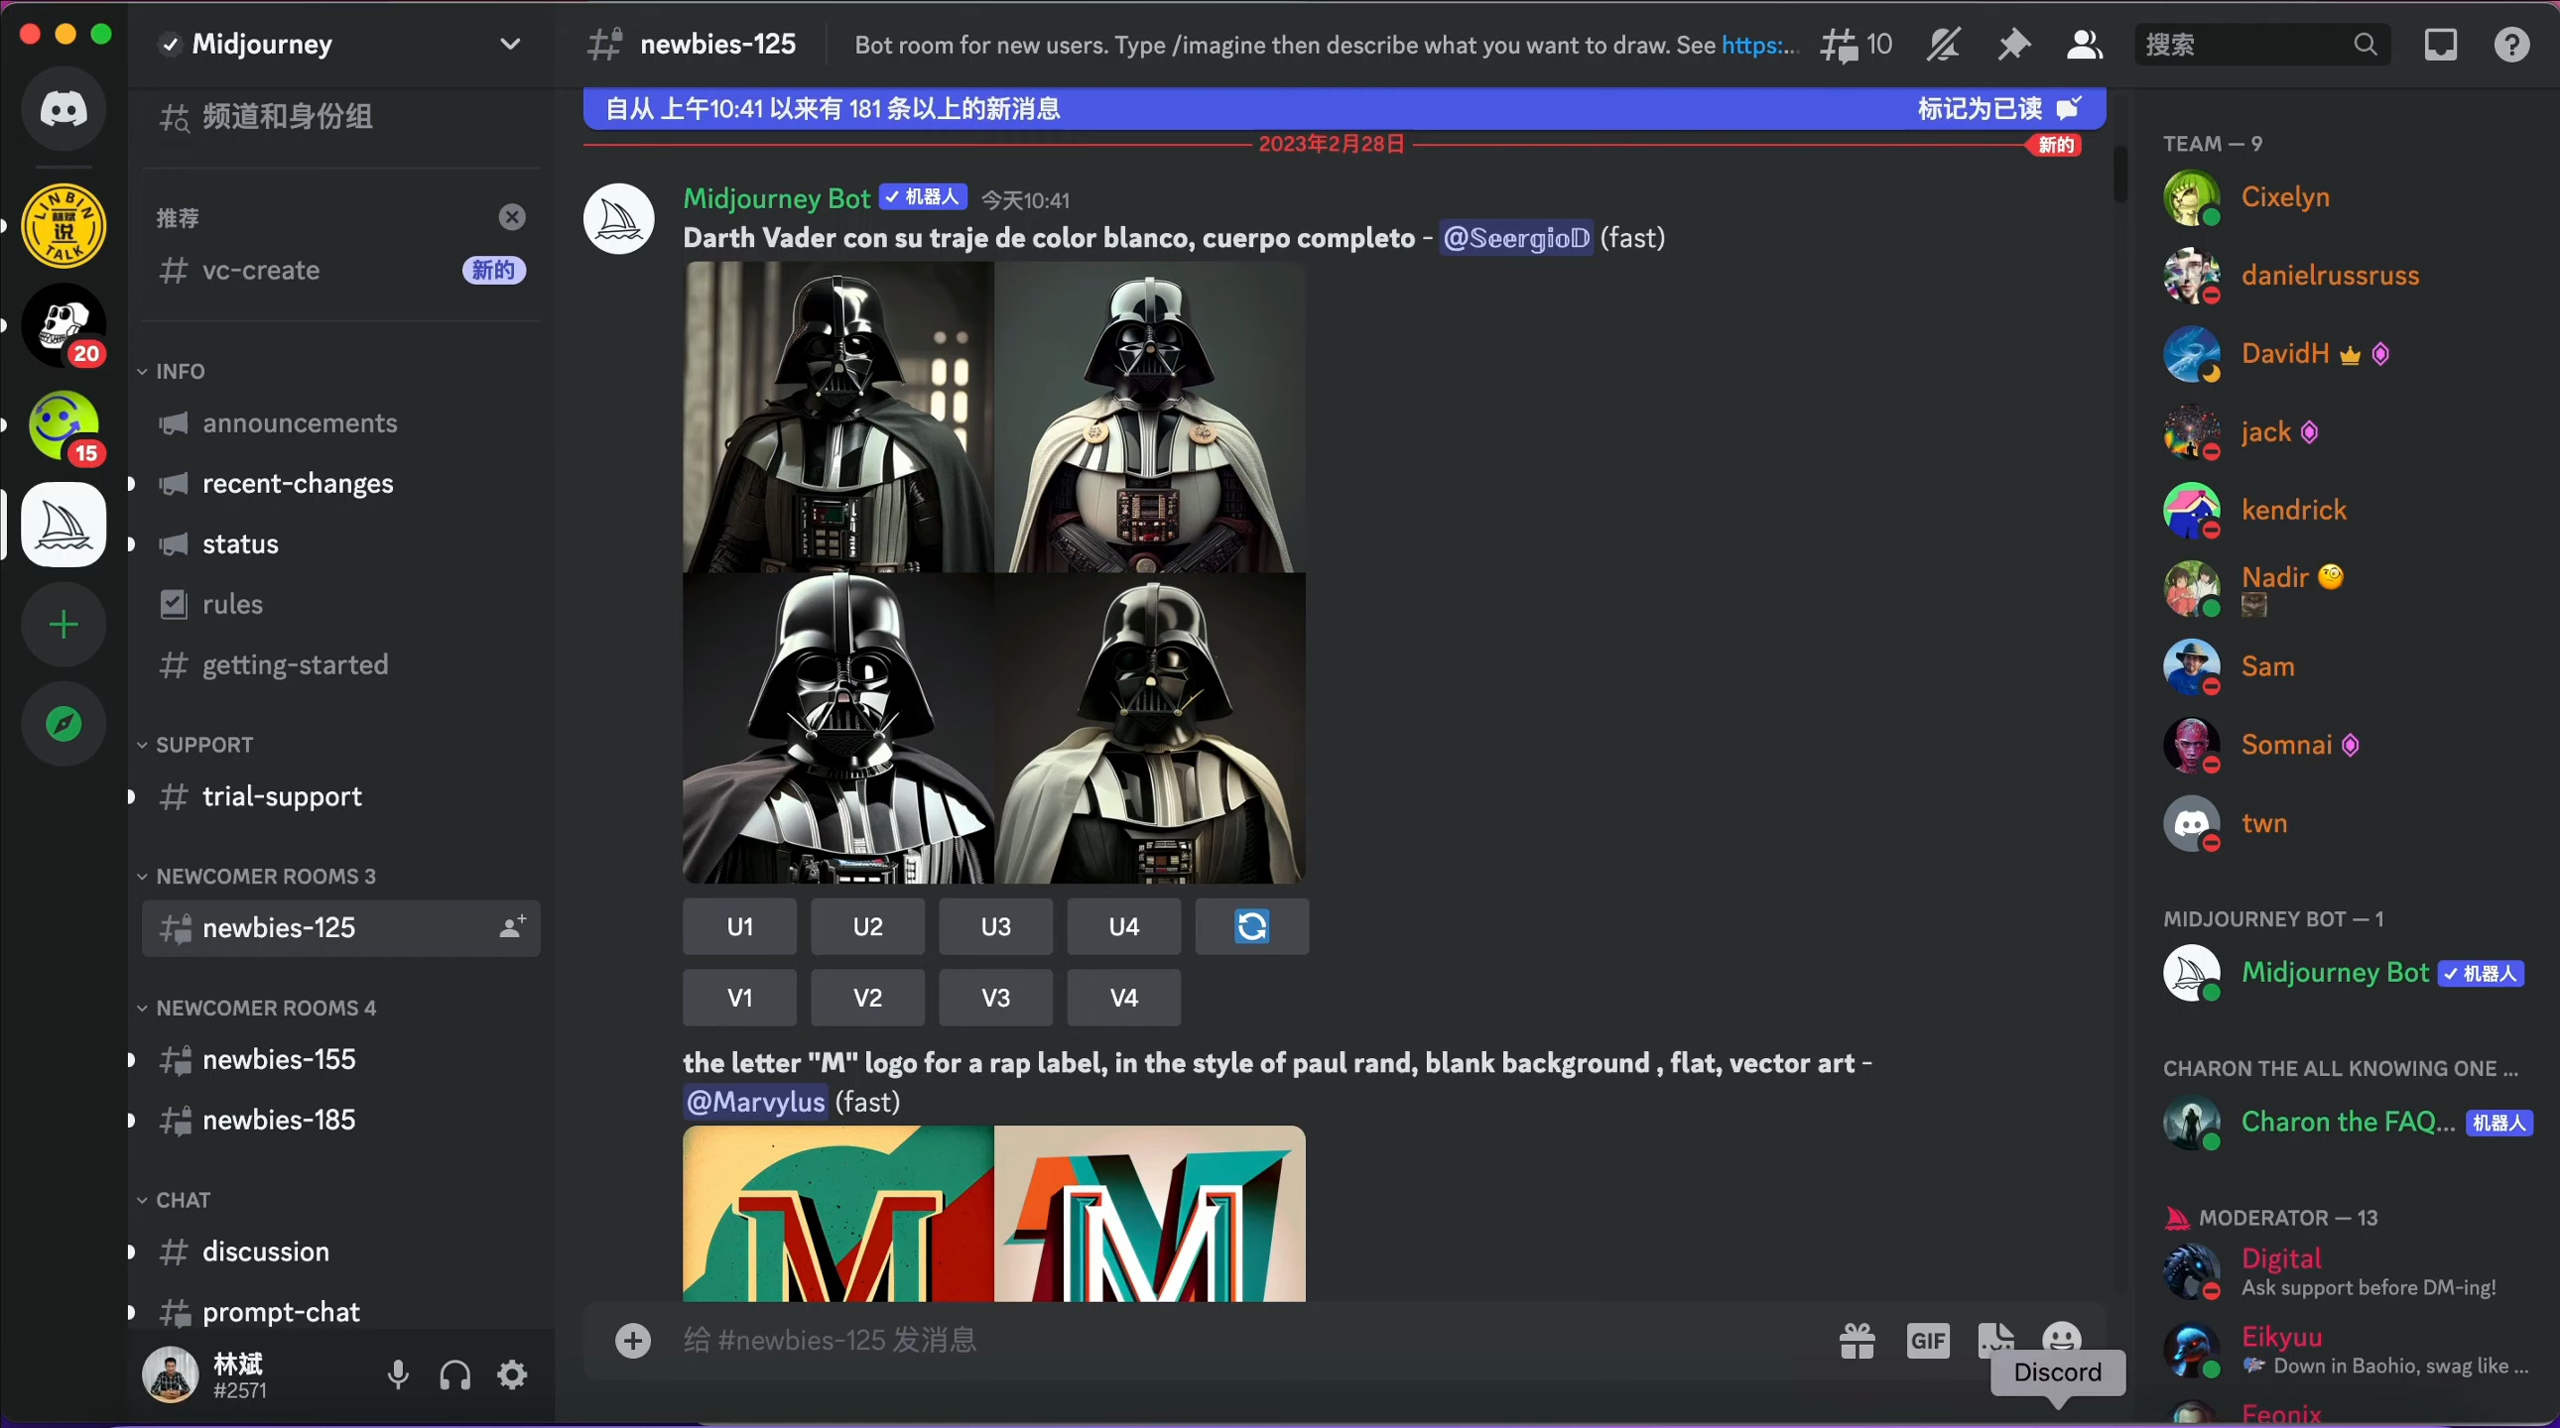 Midjourney
频道和身份组
推荐
vc-create
新的
INFO
announcements
recent-changes
status
rules
getting-started
SUPPORT
trial-support
NEWCOMER ROOMS 3
newbies-125
NEWCOMER ROOMS 4
newbies-155
newbies-185
CHAT
discussion
prompt-chat
林斌
#2571
LINBIN
林斌
说
TALK
20
15
newbies-125
Bot room for new users. Type /imagine then describe what you want to draw. See https:...
10
搜索
自从 上午10:41 以来有 181 条以上的新消息
标记为已读
2023年2月28日
新的
Midjourney Bot ✓ 机器人 今天10:41
Darth Vader con su traje de color blanco, cuerpo completo - @SeergioD (fast)
U1 U2 U3 U4
V1 V2 V3 V4
the letter "M" logo for a rap label, in the style of paul rand, blank background , flat, vector art -
@Marvylus (fast)
M
M
给 #newbies-125 发消息
GIF
Discord
TEAM — 9
Cixelyn
danielrussruss
DavidH
jack
kendrick
Nadir
Sam
Somnai
twn
MIDJOURNEY BOT — 1
Midjourney Bot ✓ 机器人
CHARON THE ALL KNOWING ONE ...
Charon the FAQ... 机器人
MODERATOR — 13
Digital
Ask support before DM-ing!
Eikyuu
Down in Baohio, swag like ...
Feonix